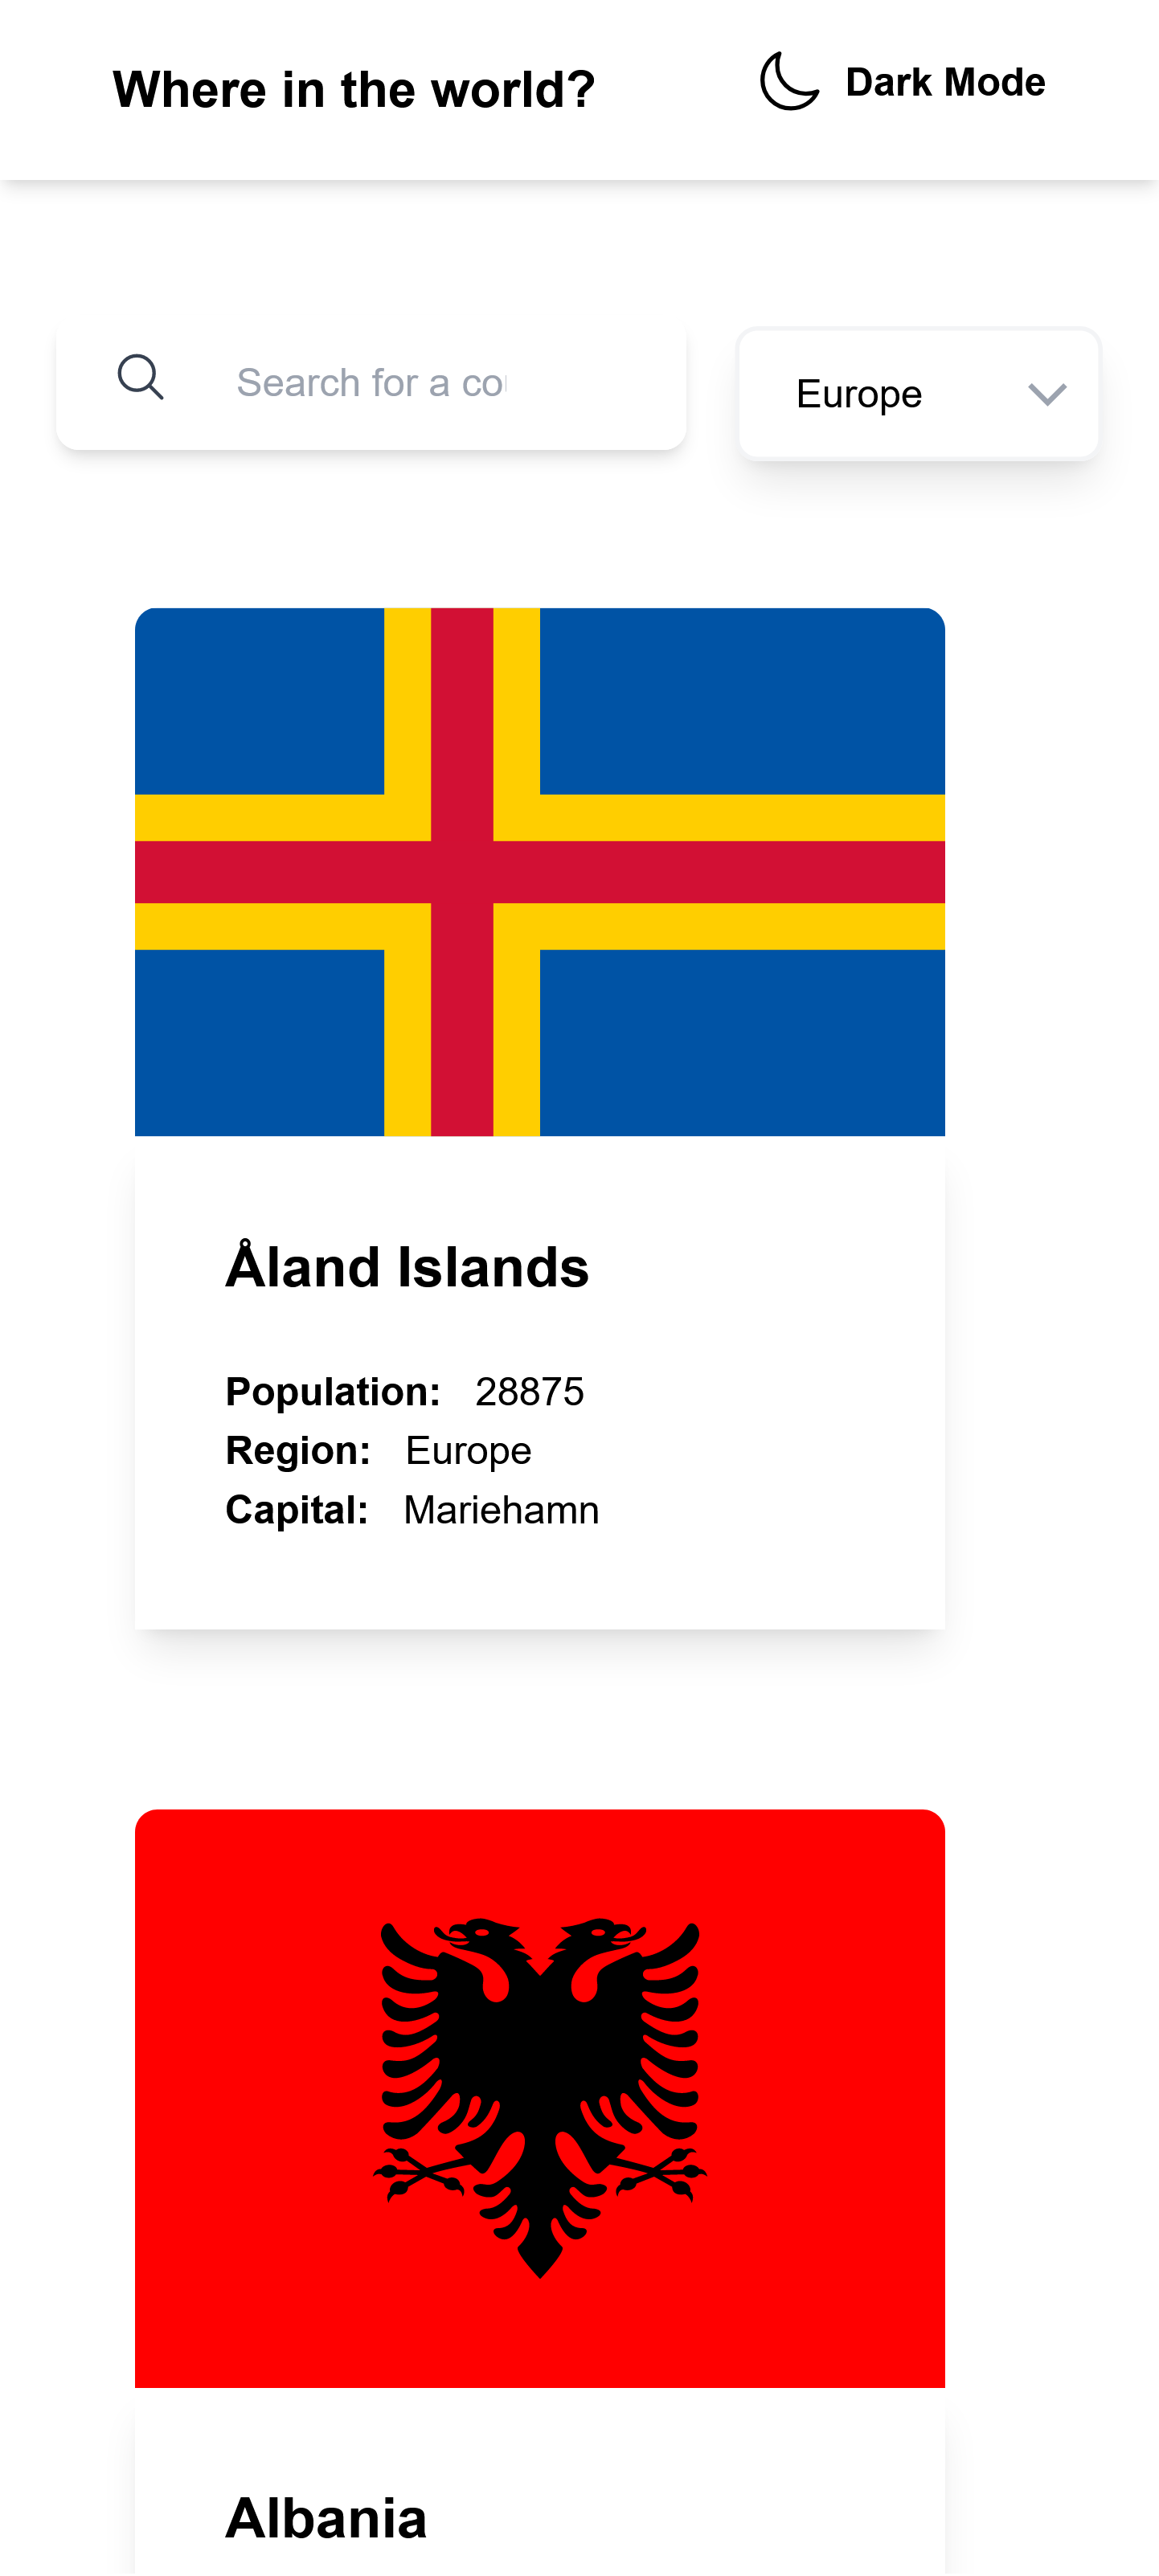 Where in the world?
Dark Mode
Search for a co
Europe
Åland Islands
Population: 28875
Region: Europe
Capital: Mariehamn
Albania